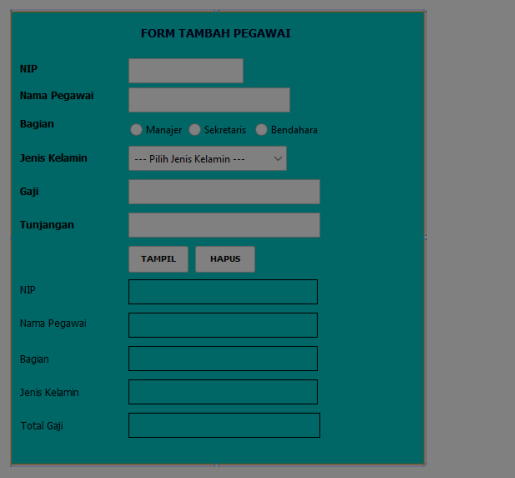 FORM TAMBAH PEGAWAI
NIP
Nama Pegawai
Bagian
Manajer Sekretaris Bendahara
Jenis Kelamin
--- Pilih Jenis Kelamin ---
Gaji
Tunjangan
TAMPIL HAPUS
NIP
Nama Pegawai
Bagian
Jenis Kelamin
Total Gaji